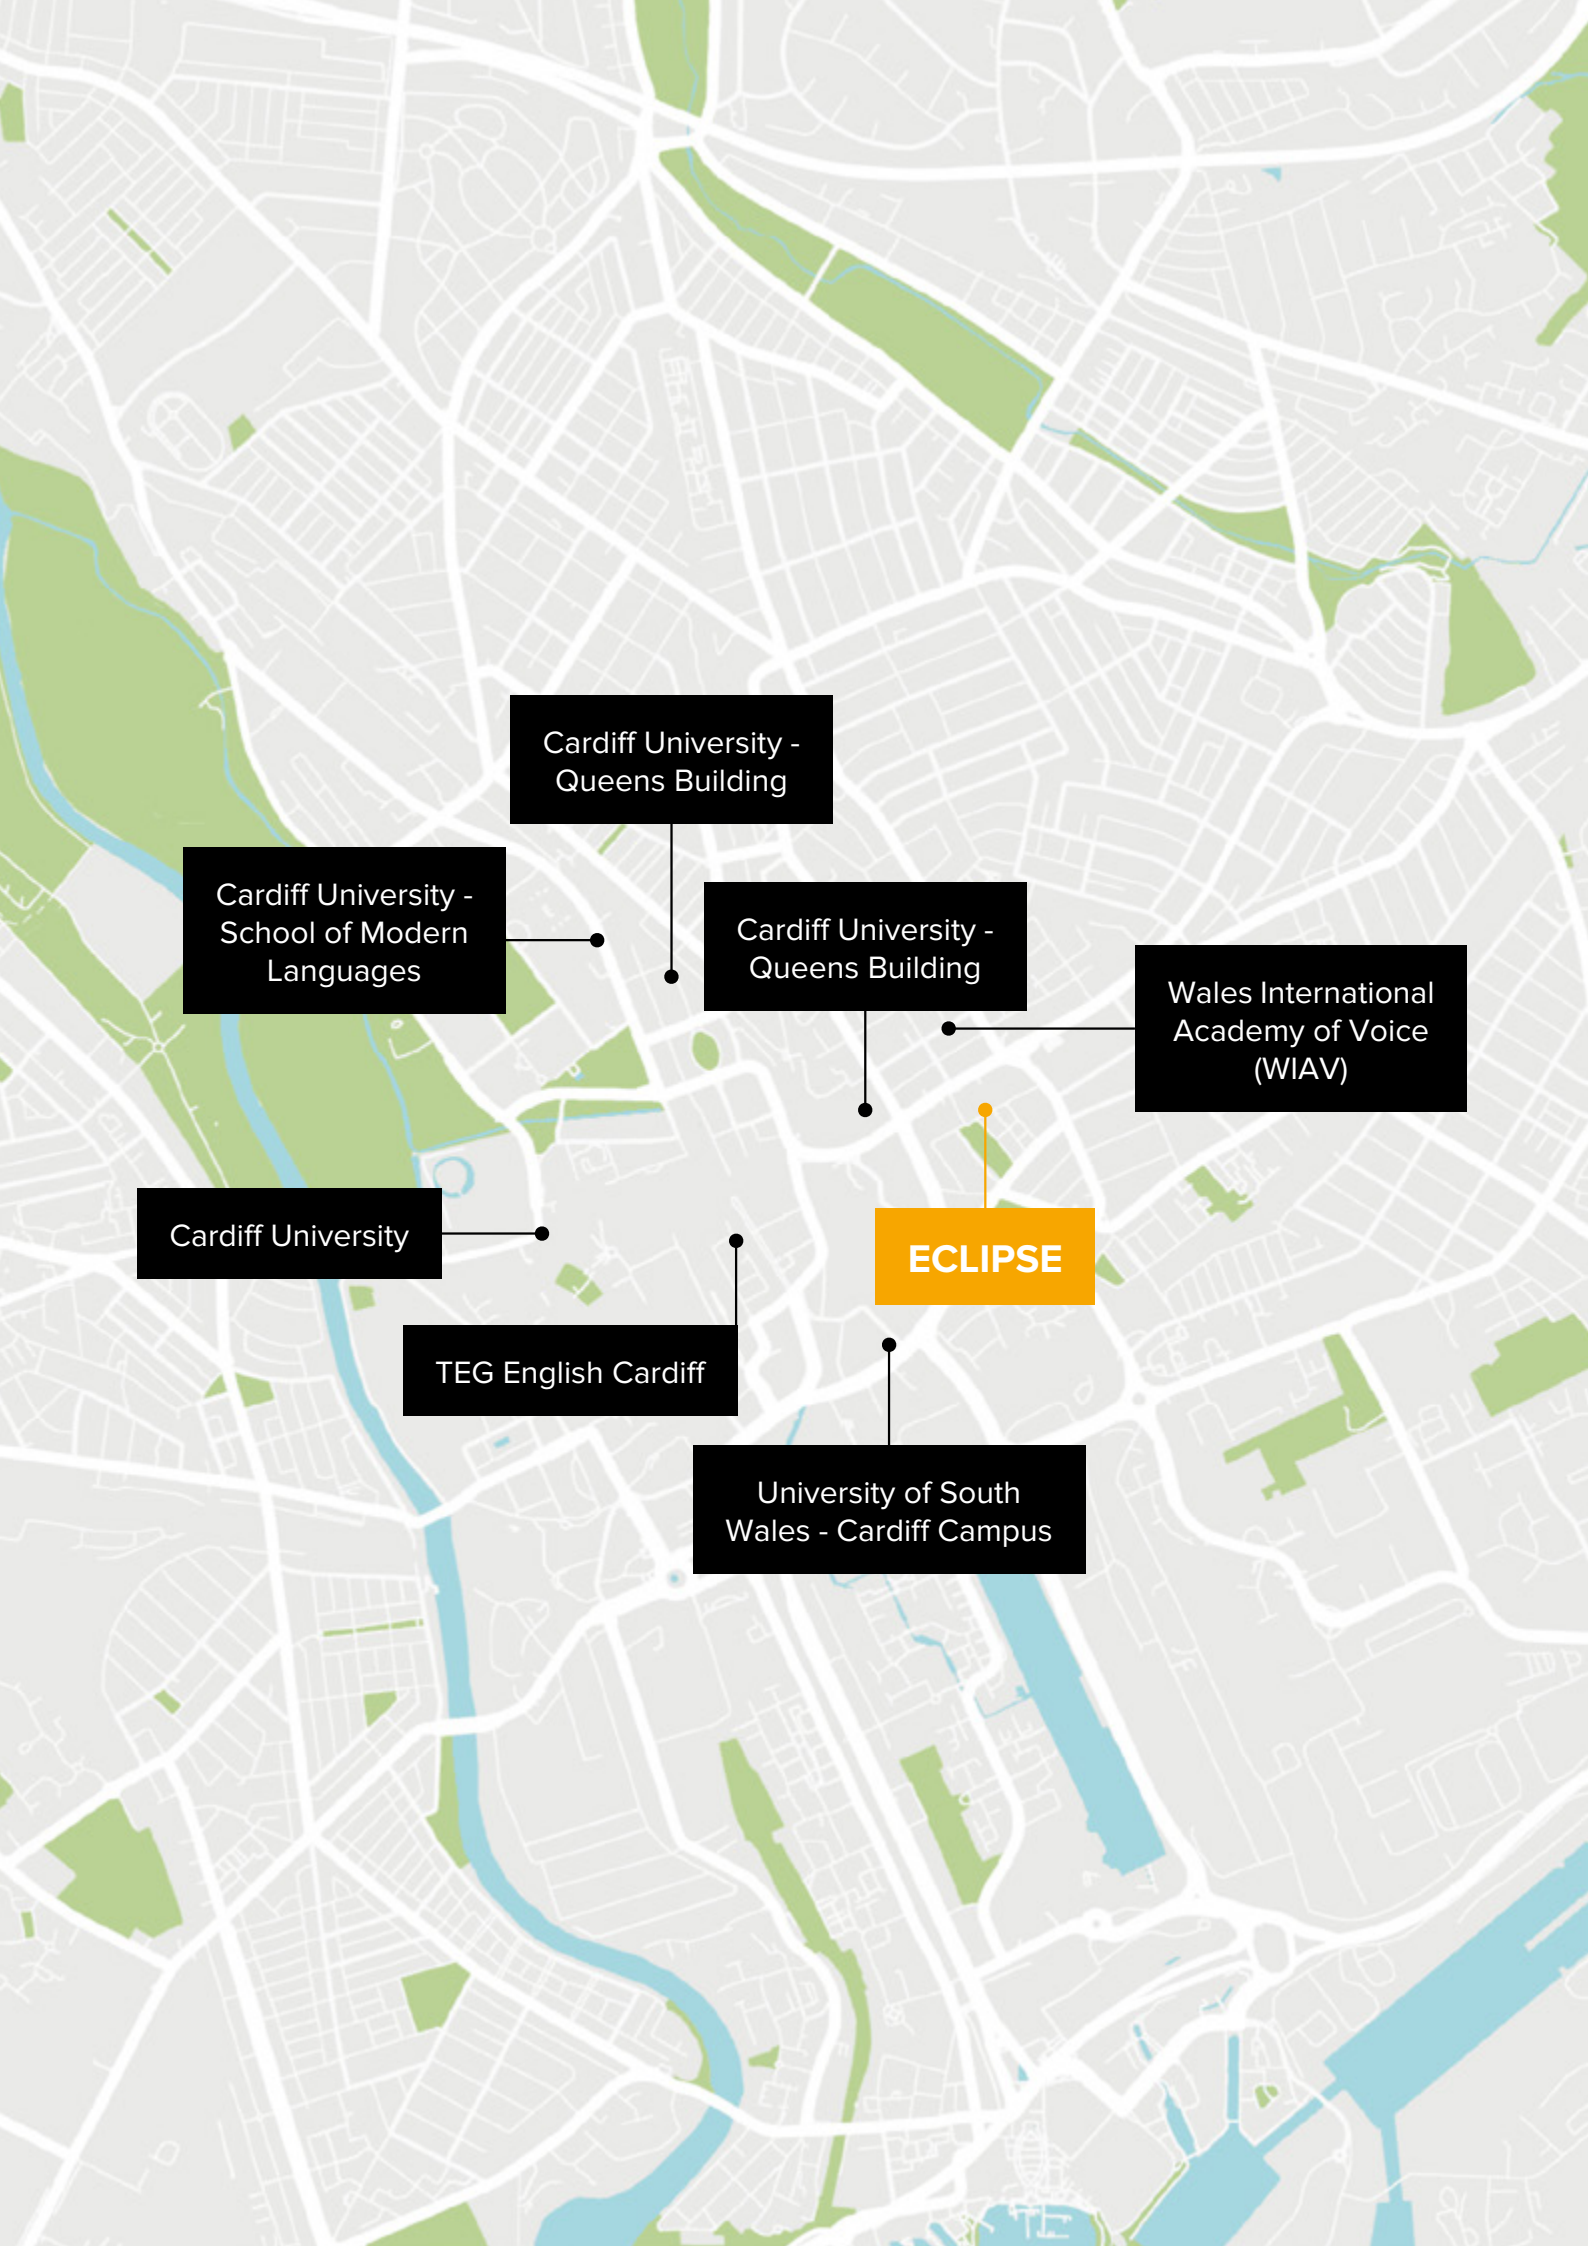 Cardiff University -
Queens Building
Cardiff University -
School of Modern
Languages
Cardiff University -
Queens Building
Wales International
Academy of Voice
(WIAV)
Cardiff University
ECLIPSE
TEG English Cardiff
University of South
Wales - Cardiff Campus